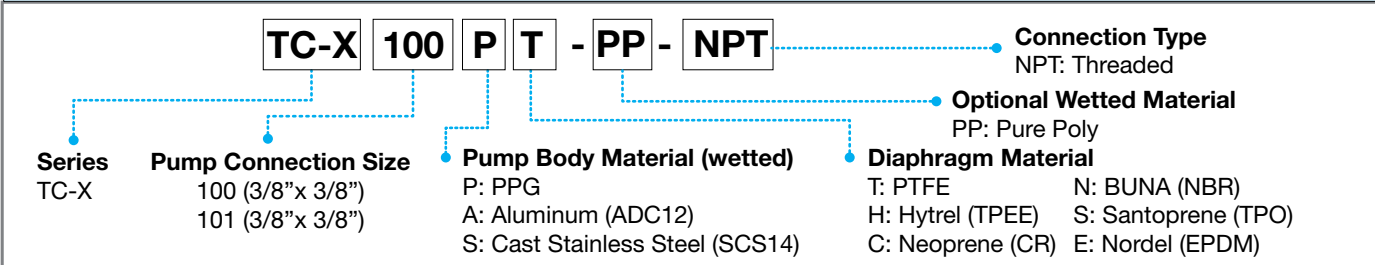 TC-X 100 P T - PP - NPT
Connection Type
NPT: Threaded
Optional Wetted Material
PP: Pure Poly
Series
TC-X
Pump Connection Size
100 (3/8”x 3/8”)
101 (3/8”x 3/8”)
Pump Body Material (wetted)
P: PPG
A: Aluminum (ADC12)
S: Cast Stainless Steel (SCS14)
Diaphragm Material
T: PTFE N: BUNA (NBR)
H: Hytrel (TPEE) S: Santoprene (TPO)
C: Neoprene (CR) E: Nordel (EPDM)